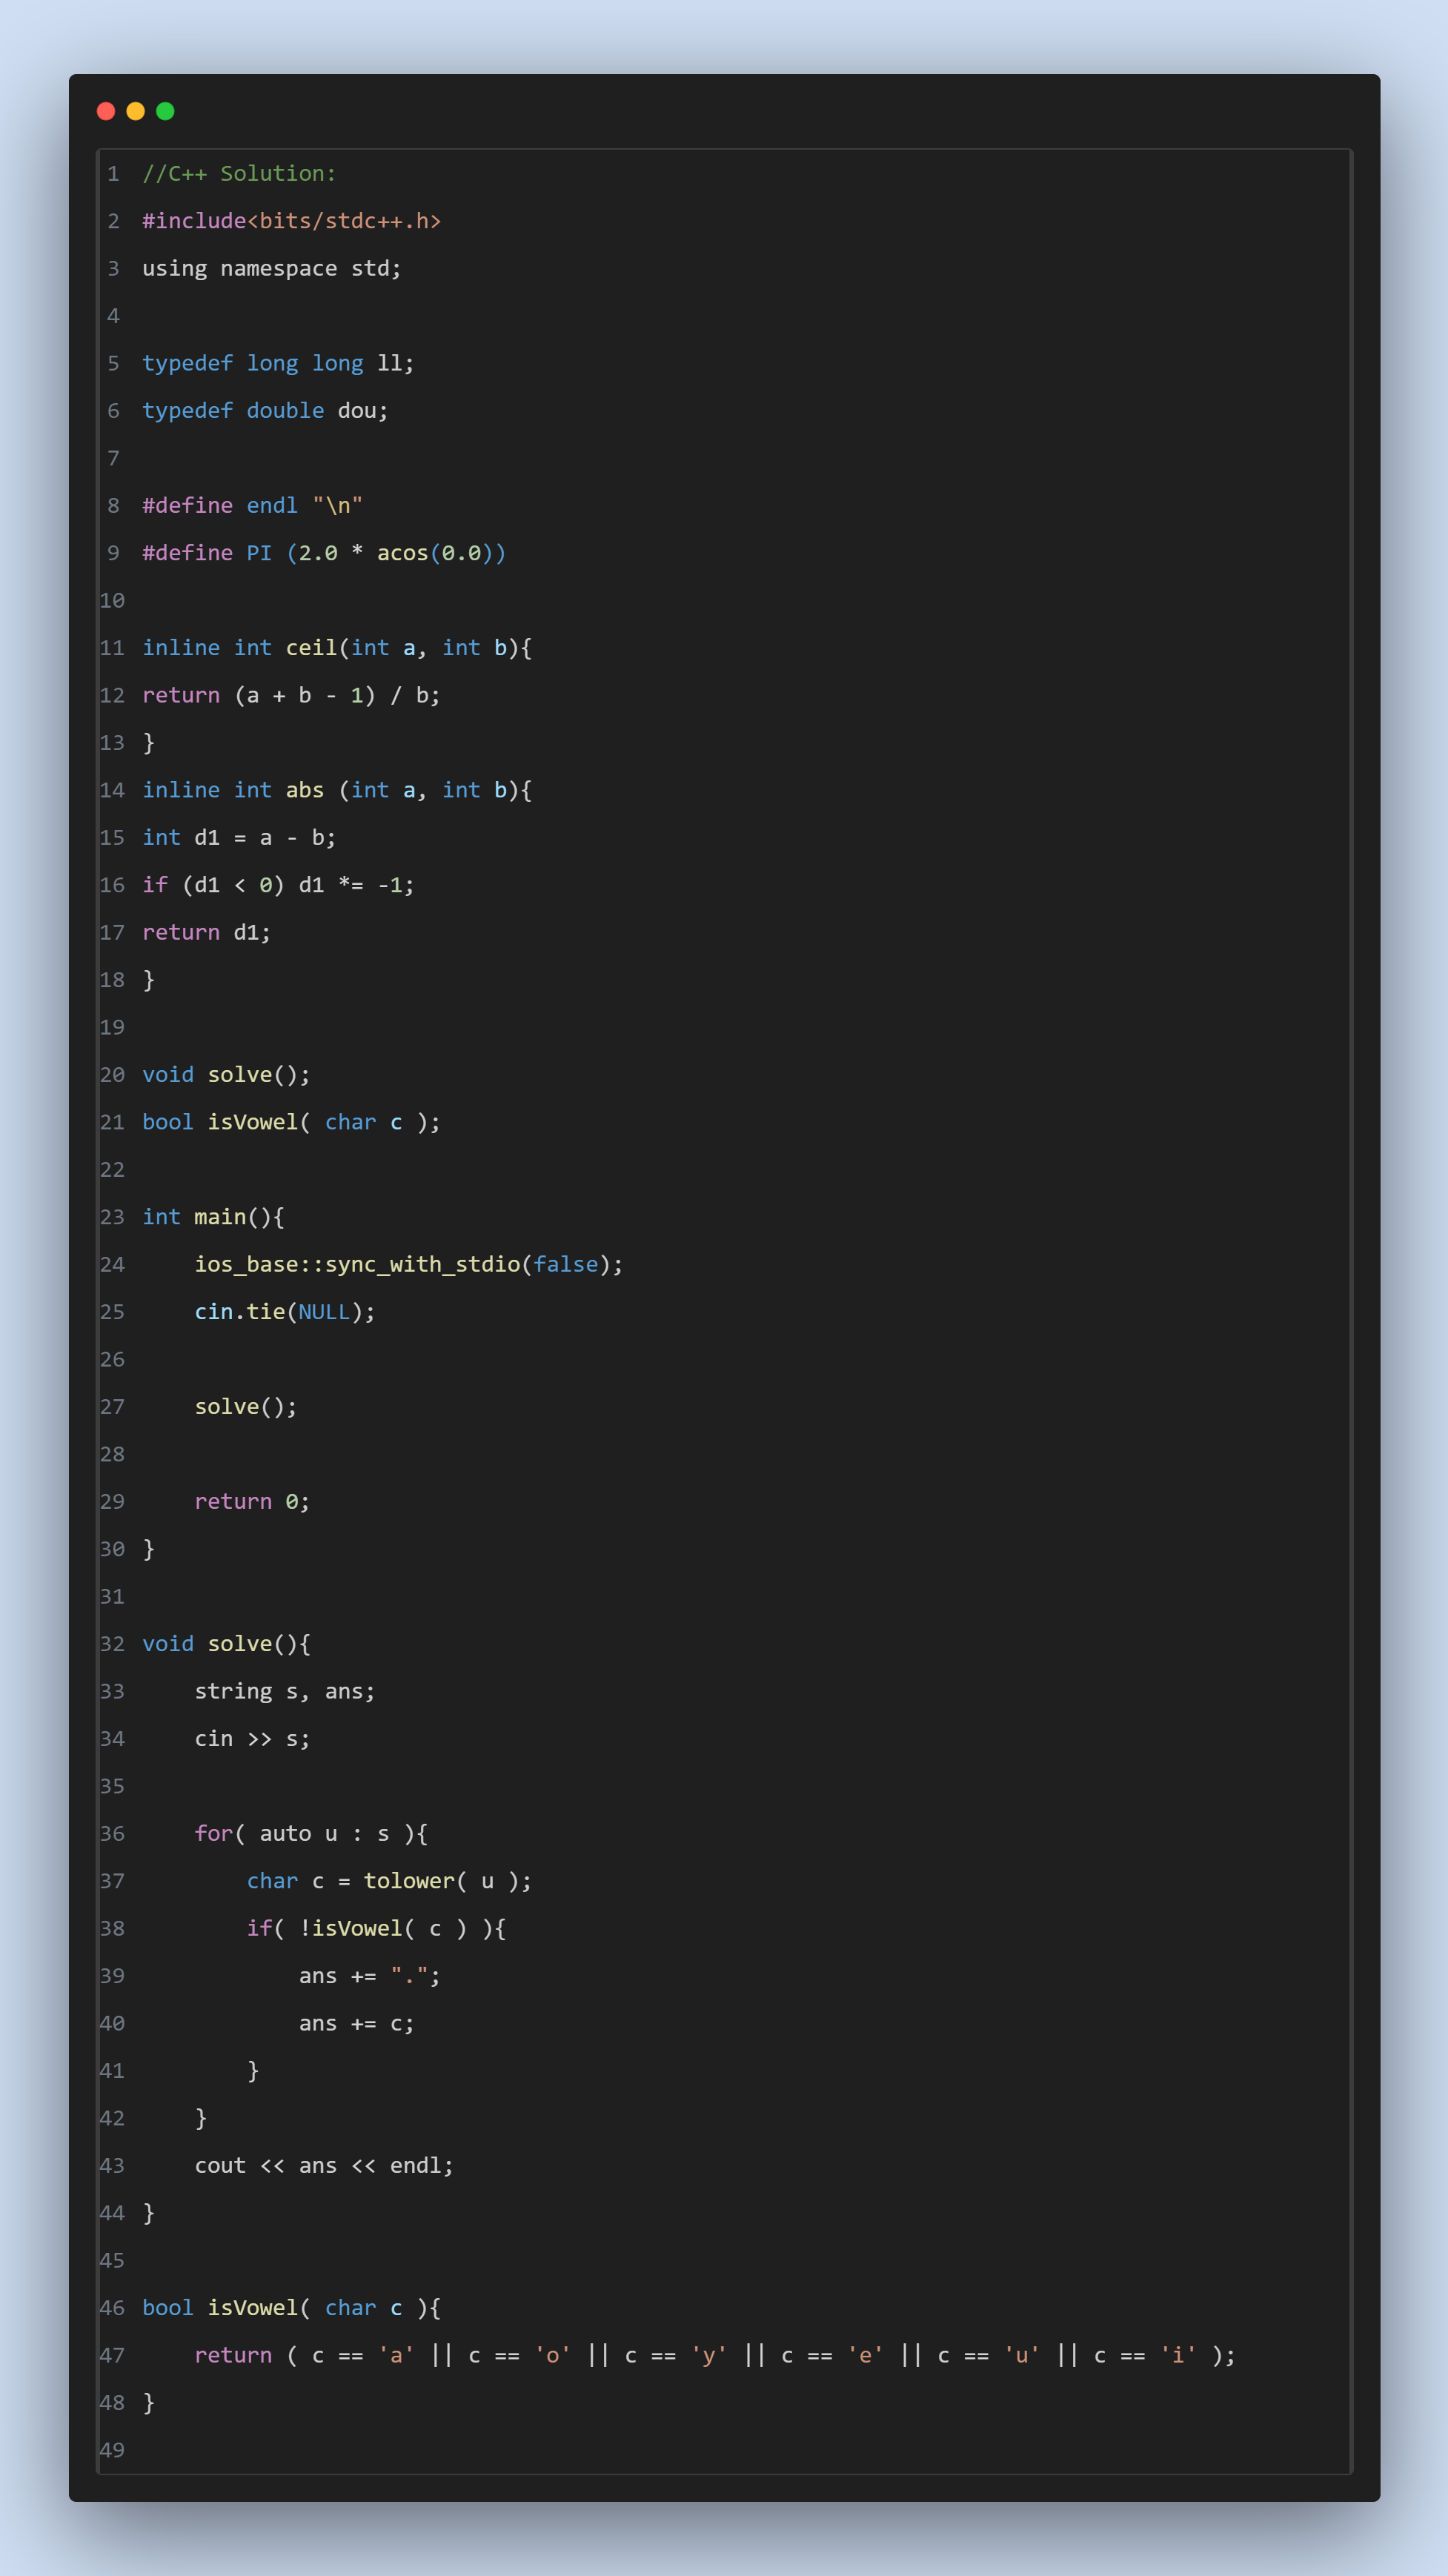 1 //C++ Solution:
2 #include<bits/stdc++.h>
3 using namespace std;
4
5 typedef long long ll;
6 typedef double dou;
7
8 #define endl "\n"
9 #define PI (2.0 * acos(0.0))
10
11 inline int ceil(int a, int b){
12 return (a + b - 1) / b;
13 }
14 inline int abs (int a, int b){
15 int d1 = a - b;
16 if (d1 < 0) d1 *= -1;
17 return d1;
18 }
19
20 void solve();
21 bool isVowel( char c );
22
23 int main(){
24     ios_base::sync_with_stdio(false);
25     cin.tie(NULL);
26
27     solve();
28
29     return 0;
30 }
31
32 void solve(){
33     string s, ans;
34     cin >> s;
35
36     for( auto u : s ){
37         char c = tolower( u );
38         if( !isVowel( c ) ){
39             ans += ".";
40             ans += c;
41         }
42     }
43     cout << ans << endl;
44 }
45
46 bool isVowel( char c ){
47     return ( c == 'a' || c == 'o' || c == 'y' || c == 'e' || c == 'u' || c == 'i' );
48 }
49